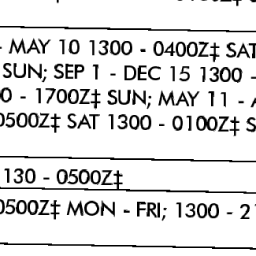 - MAY 10 1300 - 0400Z‡ SAT
SUN; SEP 1 - DEC 15 1300 -
0 - 1700Z‡ SUN; MAY 11 -
0500Z‡ SAT 1300 - 0100Z‡ S
130 - 0500Z‡
0500Z‡ MON - FRI; 1300 - 2